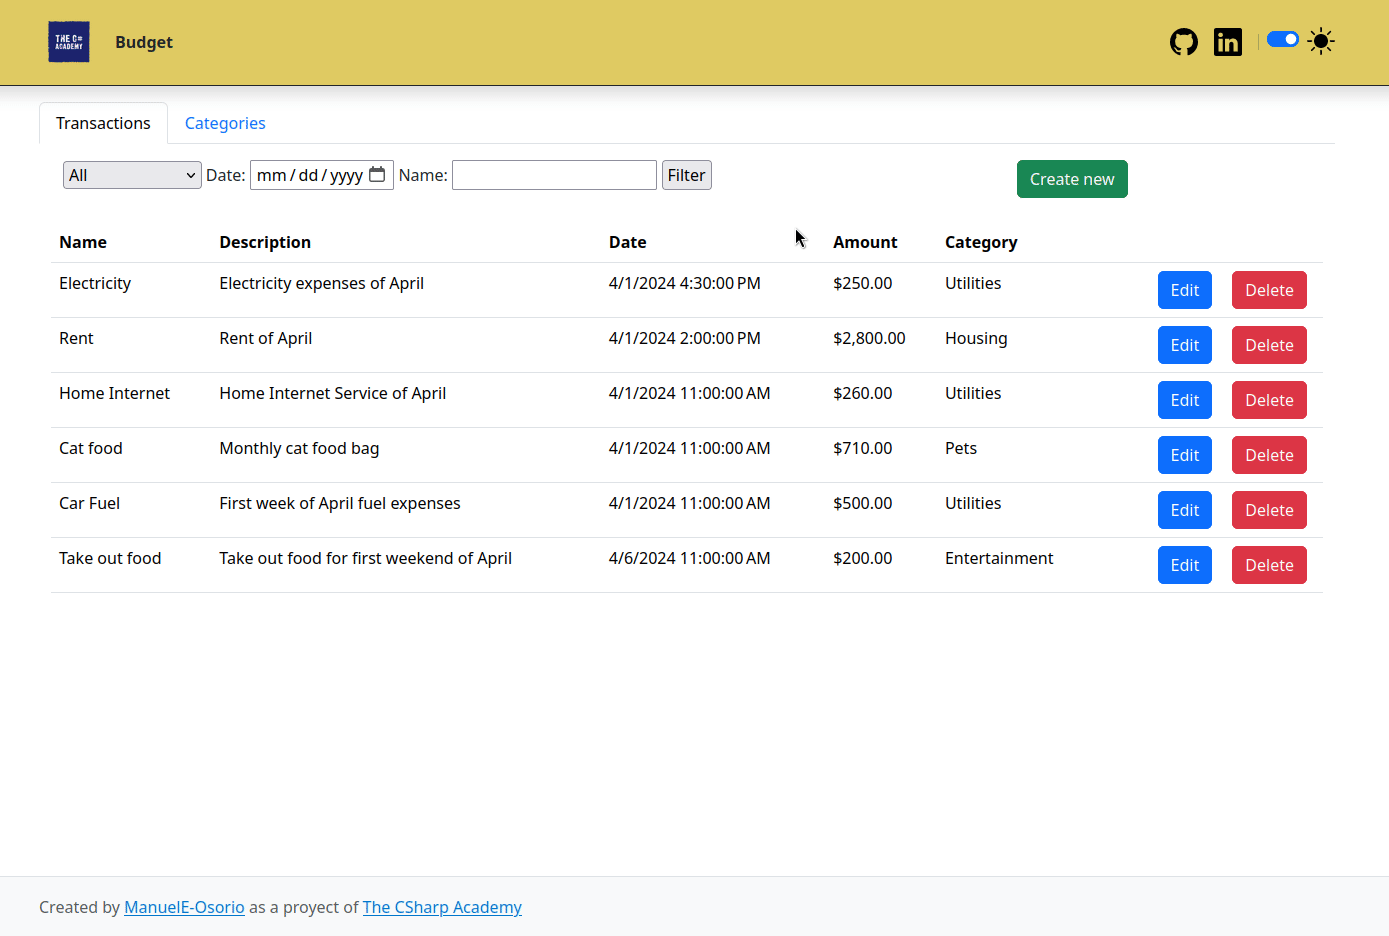 THE C#
ACADEMY
Budget
Transactions Categories
All Date: mm/dd/yyyy Name: Filter Create new
Name Description Date Amount Category
Electricity Electricity expenses of April 4/1/2024 4:30:00 PM $250.00 Utilities Edit Delete
Rent Rent of April 4/1/2024 2:00:00 PM $2,800.00 Housing Edit Delete
Home Internet Home Internet Service of April 4/1/2024 11:00:00 AM $260.00 Utilities Edit Delete
Cat food Monthly cat food bag 4/1/2024 11:00:00 AM $710.00 Pets Edit Delete
Car Fuel First week of April fuel expenses 4/1/2024 11:00:00 AM $500.00 Utilities Edit Delete
Take out food Take out food for first weekend of April 4/6/2024 11:00:00 AM $200.00 Entertainment Edit Delete
Created by ManuelE-Osorio as a proyect of The CSharp Academy